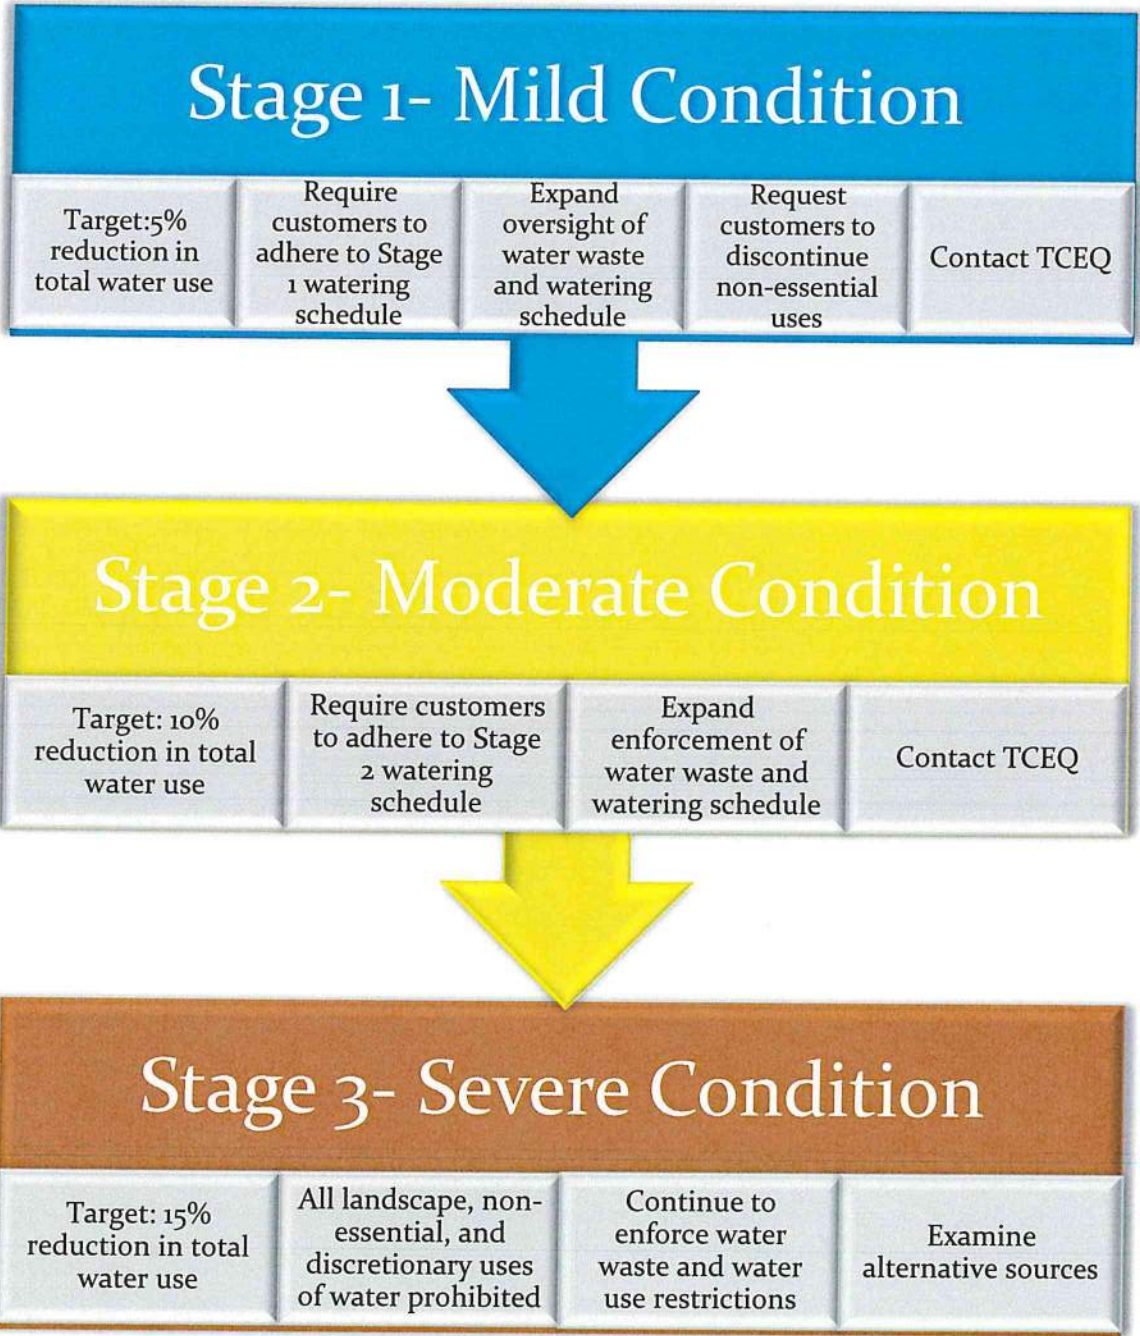 Stage 1- Mild Condition
Target:5%
reduction in
total water use
Require
customers to
adhere to Stage
1 watering
schedule
Expand
oversight of
water waste
and watering
schedule
Request
customers to
discontinue
non-essential
uses
Contact TCEQ
Stage 2- Moderate Condition
Target: 10%
reduction in total
water use
Require customers
to adhere to Stage
2 watering
schedule
Expand
enforcement of
water waste and
watering schedule
Contact TCEQ
Stage 3- Severe Condition
Target: 15%
reduction in total
water use
All landscape, non-
essential, and
discretionary uses
of water prohibited
Continue to
enforce water
waste and water
use restrictions
Examine
alternative sources